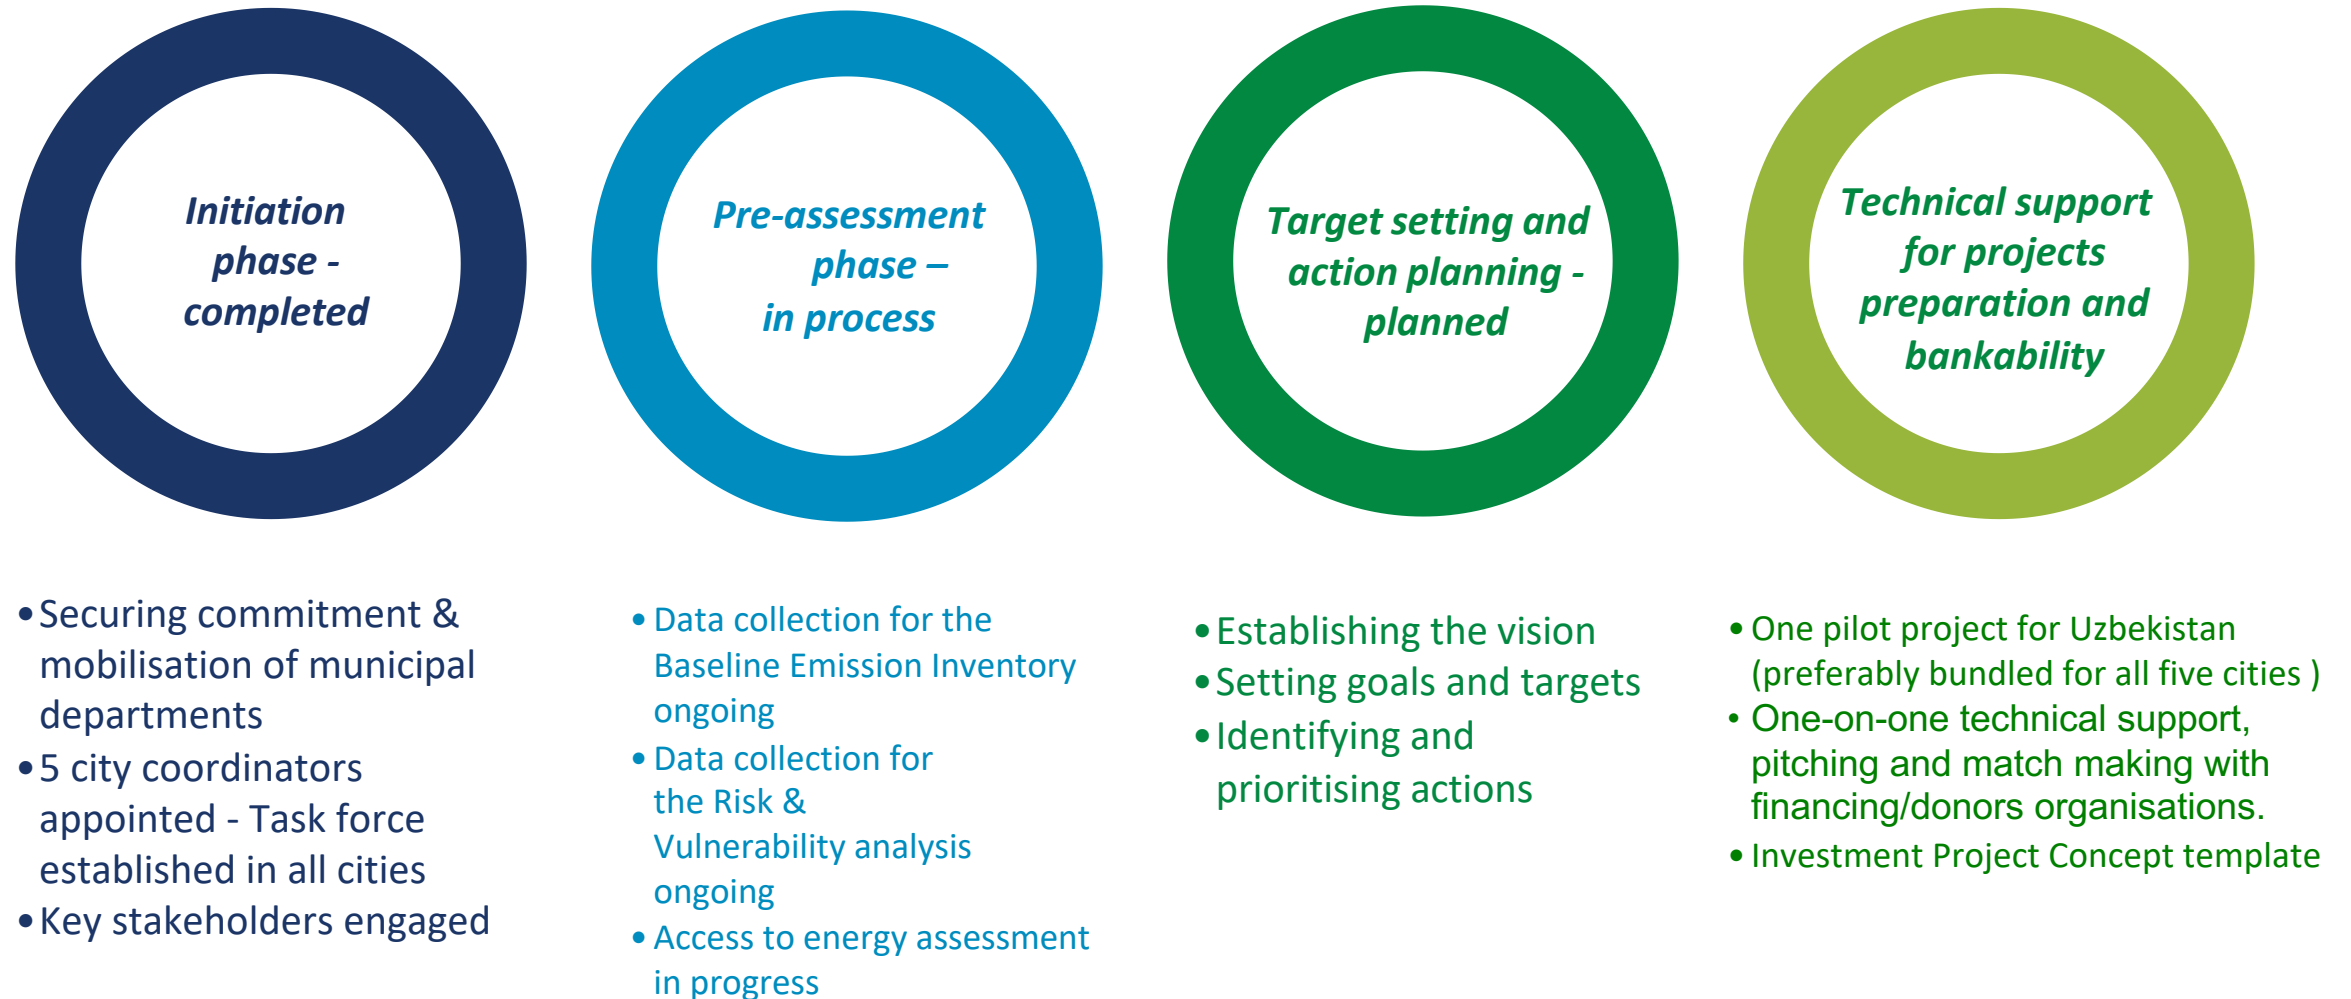 Initiation
phase -
completed
Pre-assessment
phase –
in process
Target setting and
action planning -
planned
Technical support
for projects
preparation and
bankability
•Securing commitment &
mobilisation of municipal
departments
•5 city coordinators
appointed - Task force
established in all cities
•Key stakeholders engaged
•Data collection for the
Baseline Emission Inventory
ongoing
•Data collection for
the Risk &
Vulnerability analysis
ongoing
•Access to energy assessment
in progress
•Establishing the vision
•Setting goals and targets
•Identifying and
prioritising actions
•One pilot project for Uzbekistan
(preferably bundled for all five cities )
• One-on-one technical support,
pitching and match making with
financing/donors organisations.
•Investment Project Concept template